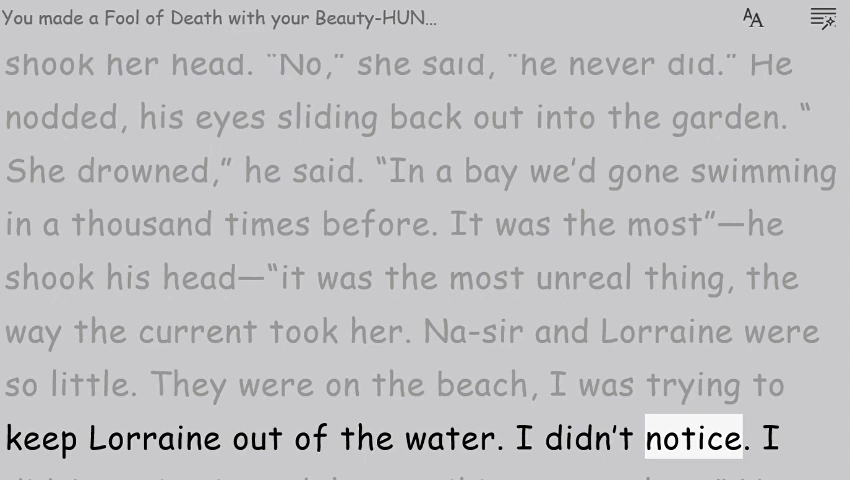 You made a Fool of Death with your Beauty-HUN...
shook her head. "No," she said, "he never did." He
nodded, his eyes sliding back out into the garden. “
She drowned,” he said. “In a bay we’d gone swimming
in a thousand times before. It was the most”—he
shook his head—“it was the most unreal thing, the
way the current took her. Na-sir and Lorraine were
so little. They were on the beach, I was trying to
keep Lorraine out of the water. I didn’t notice. I